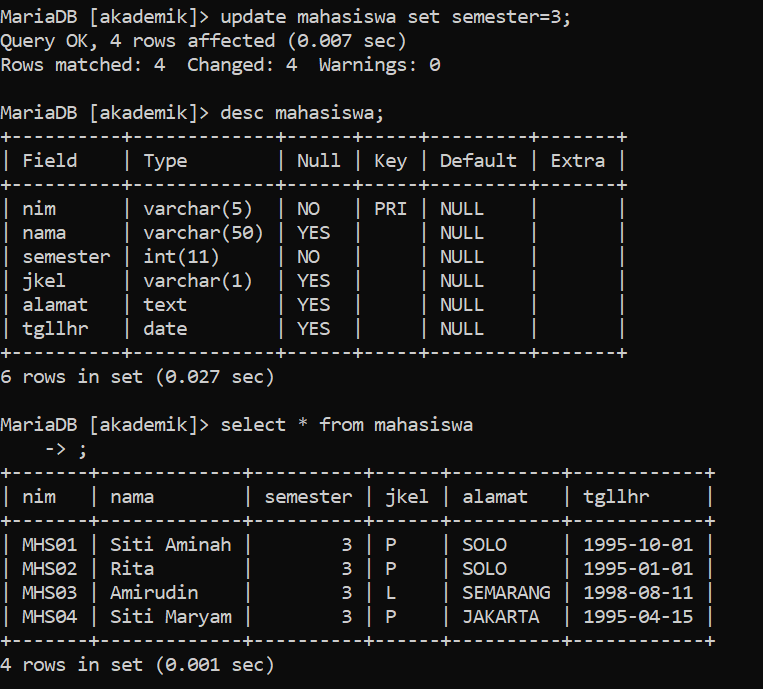 MariaDB [akademik]> update mahasiswa set semester=3;
Query OK, 4 rows affected (0.007 sec)
Rows matched: 4  Changed: 4  Warnings: 0

MariaDB [akademik]> desc mahasiswa;
+----------+-------------+------+-----+---------+-------+
| Field    | Type        | Null | Key | Default | Extra |
+----------+-------------+------+-----+---------+-------+
| nim      | varchar(5)  | NO   | PRI | NULL    |       |
| nama     | varchar(50) | YES  |     | NULL    |       |
| semester | int(11)     | NO   |     | NULL    |       |
| jkel     | varchar(1)  | YES  |     | NULL    |       |
| alamat   | text        | YES  |     | NULL    |       |
| tgllhr   | date        | YES  |     | NULL    |       |
+----------+-------------+------+-----+---------+-------+
6 rows in set (0.027 sec)

MariaDB [akademik]> select * from mahasiswa
    -> ;
+-------+-------------+----------+------+----------+------------+
| nim   | nama        | semester | jkel | alamat   | tgllhr     |
+-------+-------------+----------+------+----------+------------+
| MHS01 | Siti Aminah |        3 | P    | SOLO     | 1995-10-01 |
| MHS02 | Rita        |        3 | P    | SOLO     | 1995-01-01 |
| MHS03 | Amirudin    |        3 | L    | SEMARANG | 1998-08-11 |
| MHS04 | Siti Maryam |        3 | P    | JAKARTA  | 1995-04-15 |
+-------+-------------+----------+------+----------+------------+
4 rows in set (0.001 sec)